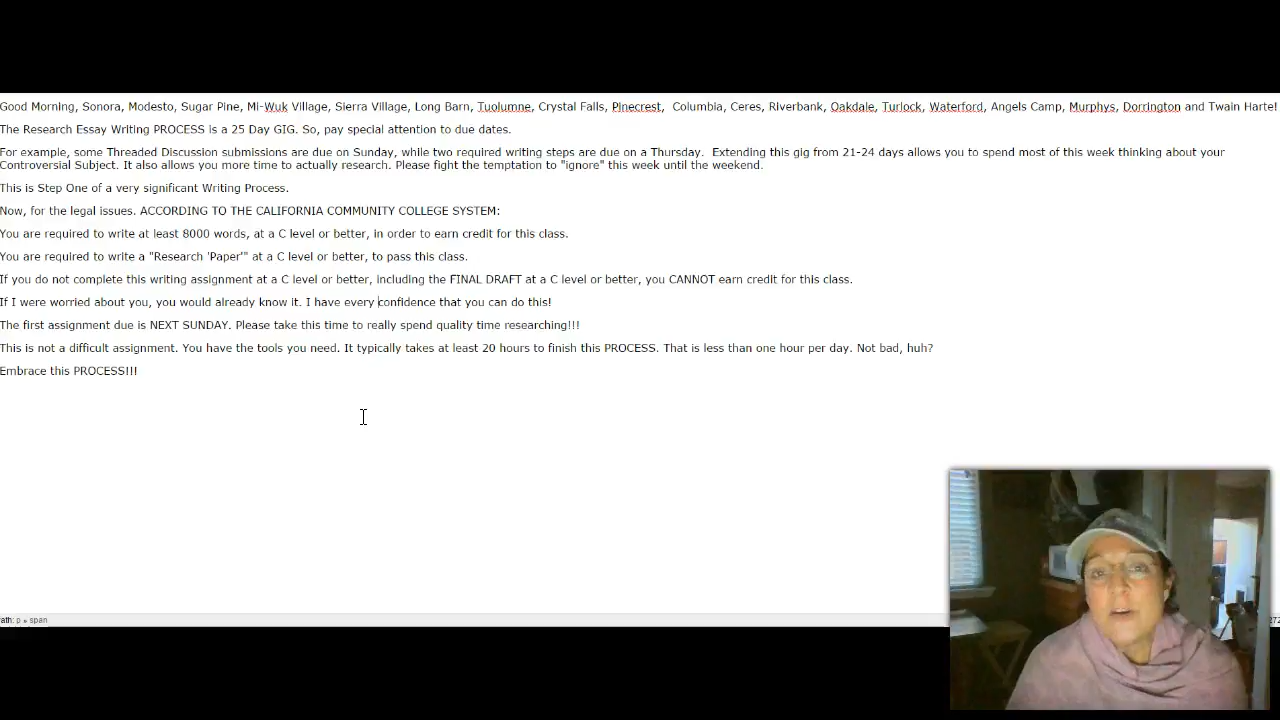 Good Morning, Sonora, Modesto, Sugar Pine, Mi-Wuk Village, Sierra Village, Long Barn, Tuolumne, Crystal Falls, Pinecrest, Columbia, Ceres, Riverbank, Oakdale, Turlock, Waterford, Angels Camp, Murphys, Dorrington and Twain Harte!
The Research Essay Writing PROCESS is a 25 Day GIG. So, pay special attention to due dates.
For example, some Threaded Discussion submissions are due on Sunday, while two required writing steps are due on a Thursday. Extending this gig from 21-24 days allows you to spend most of this week thinking about your
Controversial Subject. It also allows you more time to actually research. Please fight the temptation to "ignore" this week until the weekend.
This is Step One of a very significant Writing Process.
Now, for the legal issues. ACCORDING TO THE CALIFORNIA COMMUNITY COLLEGE SYSTEM:
You are required to write at least 8000 words, at a C level or better, in order to earn credit for this class.
You are required to write a "Research 'Paper'" at a C level or better, to pass this class.
If you do not complete this writing assignment at a C level or better, including the FINAL DRAFT at a C level or better, you CANNOT earn credit for this class.
If I were worried about you, you would already know it. I have every confidence that you can do this!
The first assignment due is NEXT SUNDAY. Please take this time to really spend quality time researching!!!
This is not a difficult assignment. You have the tools you need. It typically takes at least 20 hours to finish this PROCESS. That is less than one hour per day. Not bad, huh?
Embrace this PROCESS!!!
ath: p » span